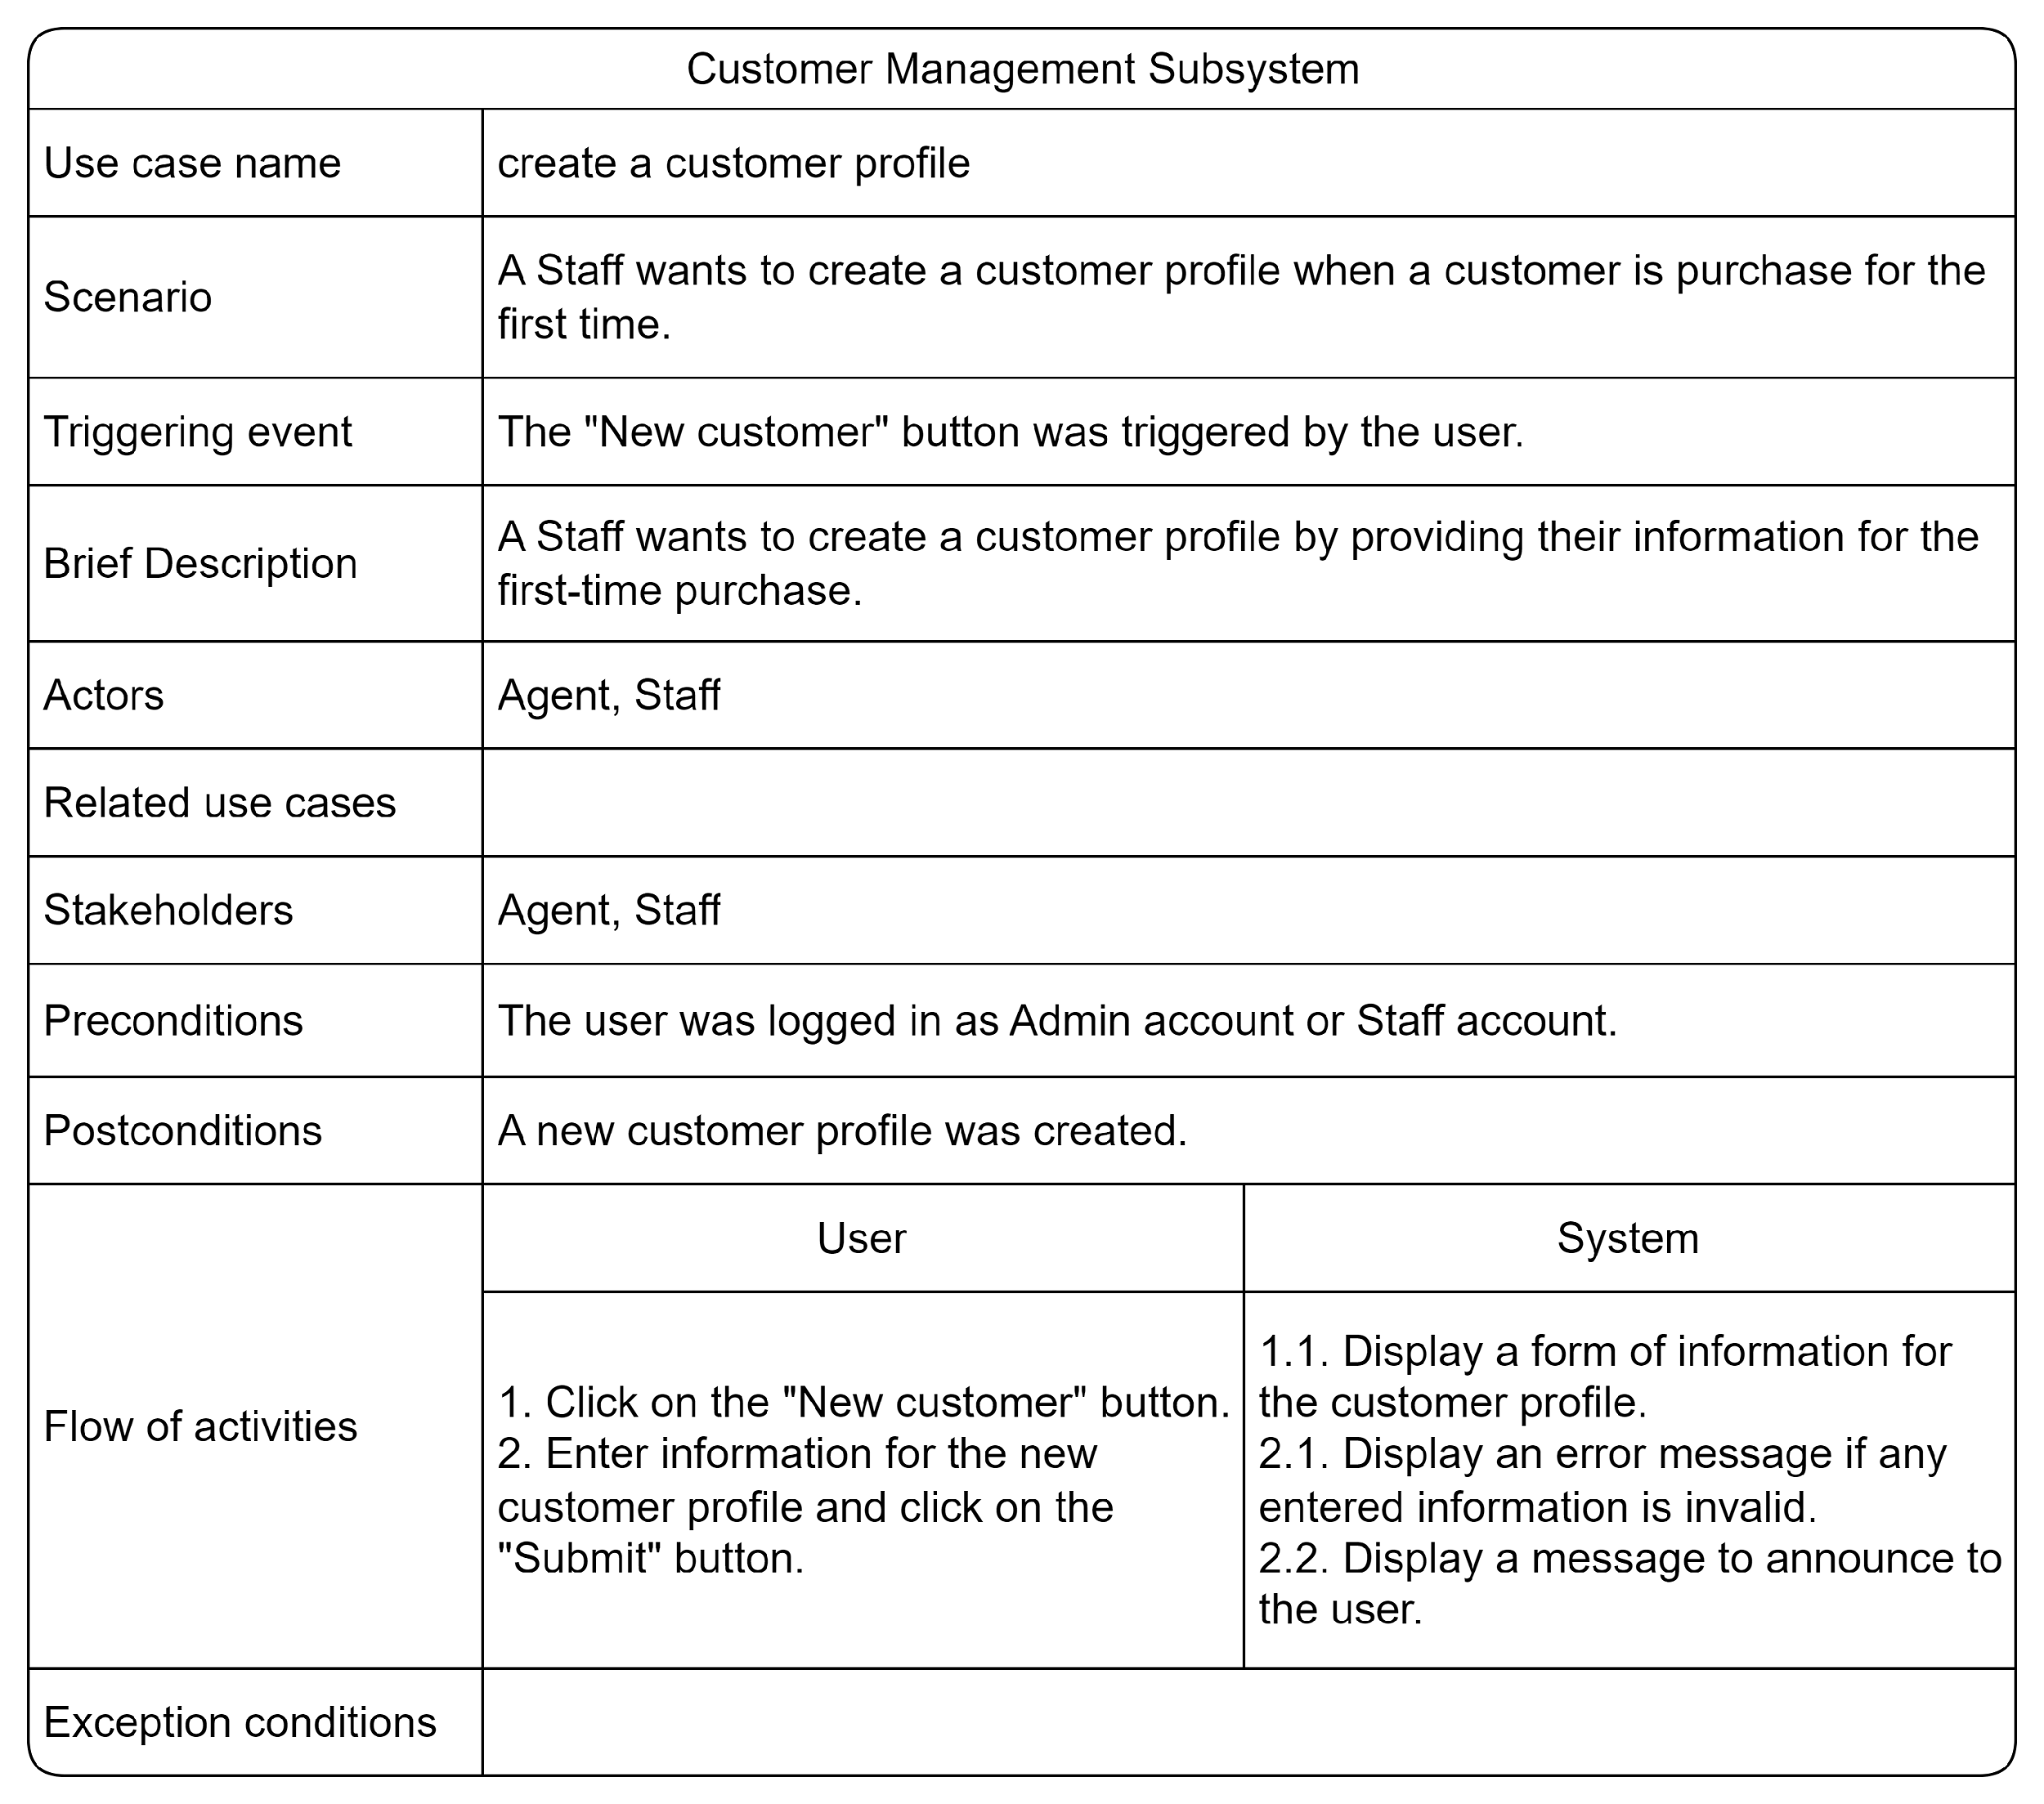 Customer Management Subsystem
Use case name
create a customer profile
Scenario
A Staff wants to create a customer profile when a customer is purchase for the
first time.
Triggering event
The "New customer" button was triggered by the user.
Brief Description
A Staff wants to create a customer profile by providing their information for the
first-time purchase.
Actors
Agent, Staff
Related use cases
Stakeholders
Agent, Staff
Preconditions
The user was logged in as Admin account or Staff account.
Postconditions
A new customer profile was created.
Flow of activities
User
System
1. Click on the "New customer" button.
2. Enter information for the new
customer profile and click on the
"Submit" button.
1.1. Display a form of information for
the customer profile.
2.1. Display an error message if any
entered information is invalid.
2.2. Display a message to announce to
the user.
Exception conditions